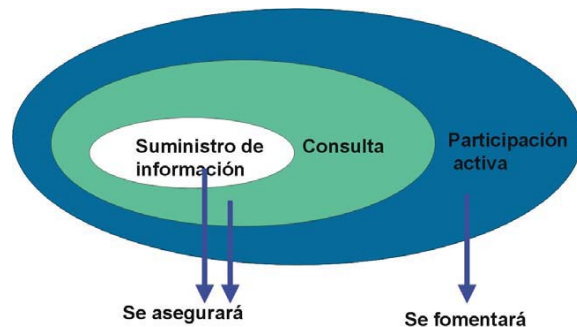 Suministro de
información
Consulta
Participación
activa
Se asegurará
Se fomentará